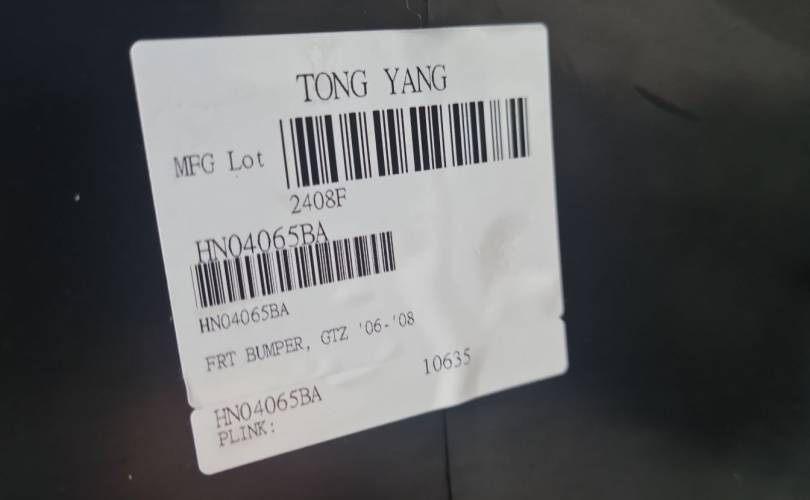 TONG YANG
MFG Lot
2408F
HN04065BA
HN04065BA
FRT BUMPER, GTZ '06-'08
10635
HN04065BA
PLINK: